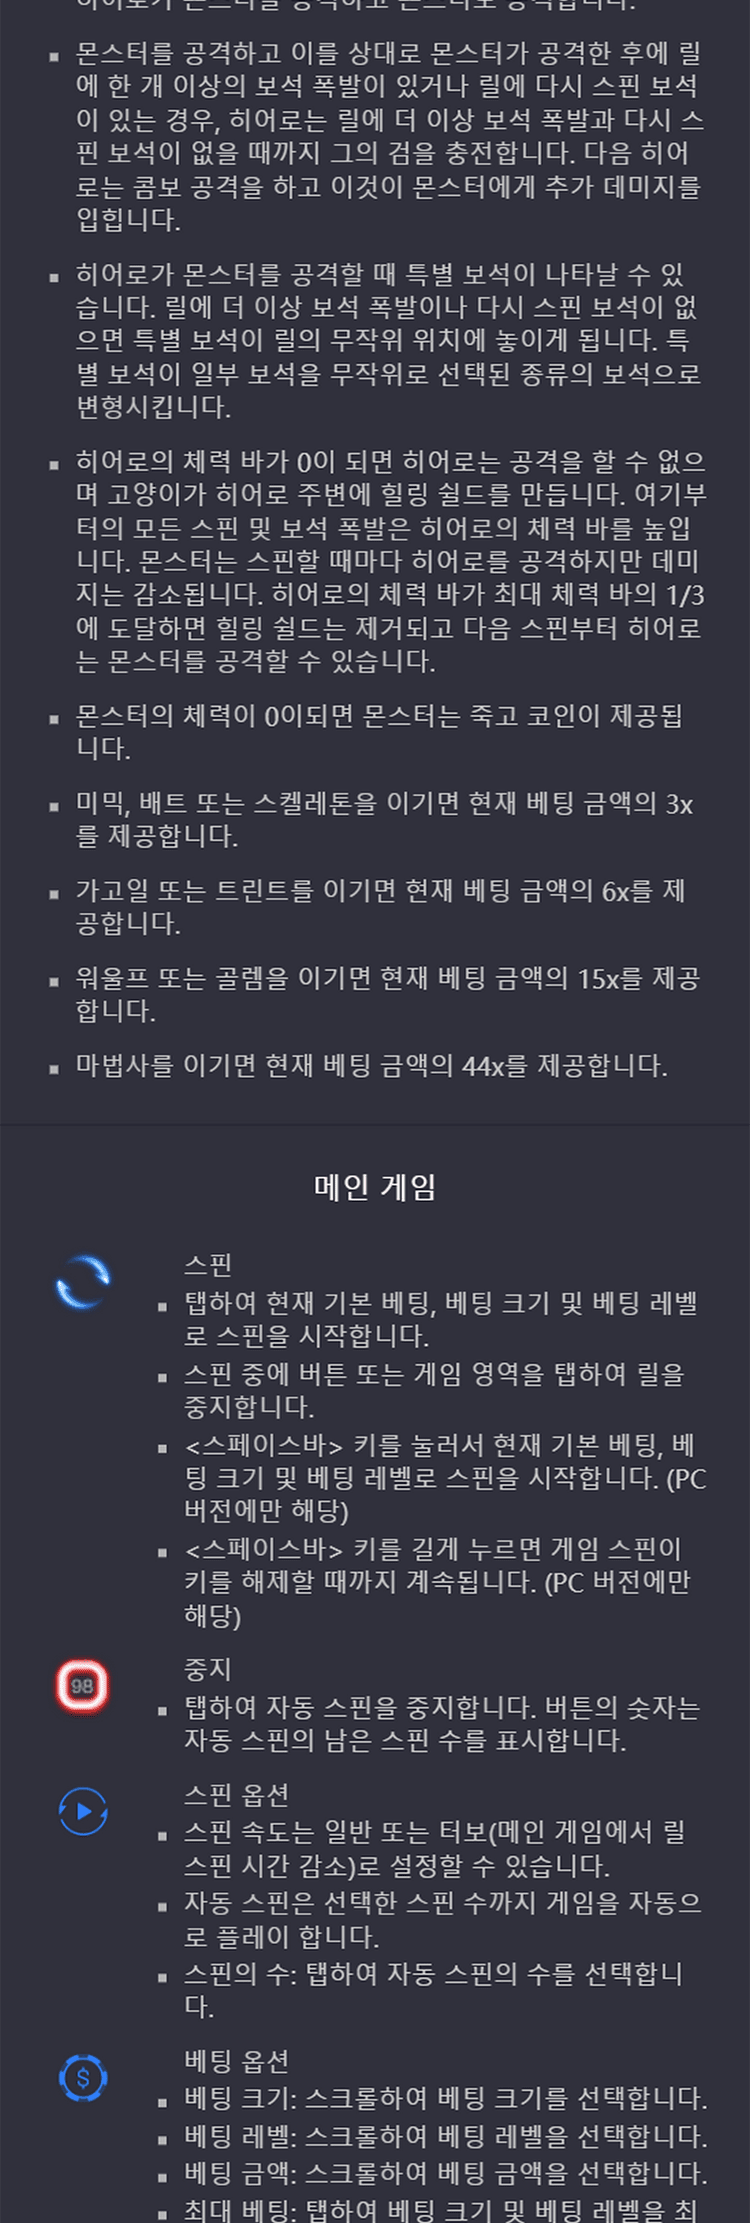 히어로가 몬스터를 공격하고 몬스터도 공격합니다.
▪ 몬스터를 공격하고 이를 상대로 몬스터가 공격한 후에 릴
에 한 개 이상의 보석 폭발이 있거나 릴에 다시 스핀 보석
이 있는 경우, 히어로는 릴에 더 이상 보석 폭발과 다시 스
핀 보석이 없을 때까지 그의 검을 충전합니다. 다음 히어
로는 콤보 공격을 하고 이것이 몬스터에게 추가 데미지를
입힙니다.
▪ 히어로가 몬스터를 공격할 때 특별 보석이 나타날 수 있
습니다. 릴에 더 이상 보석 폭발이나 다시 스핀 보석이 없
으면 특별 보석이 릴의 무작위 위치에 놓이게 됩니다. 특
별 보석이 일부 보석을 무작위로 선택된 종류의 보석으로
변형시킵니다.
▪ 히어로의 체력 바가 0이 되면 히어로는 공격을 할 수 없으
며 고양이가 히어로 주변에 힐링 쉴드를 만듭니다. 여기부
터의 모든 스핀 및 보석 폭발은 히어로의 체력 바를 높입
니다. 몬스터는 스핀할 때마다 히어로를 공격하지만 데미
지는 감소됩니다. 히어로의 체력 바가 최대 체력 바의 1/3
에 도달하면 힐링 쉴드는 제거되고 다음 스핀부터 히어로
는 몬스터를 공격할 수 있습니다.
▪ 몬스터의 체력이 0이되면 몬스터는 죽고 코인이 제공됩
니다.
▪ 미믹, 배트 또는 스켈레톤을 이기면 현재 베팅 금액의 3x
를 제공합니다.
▪ 가고일 또는 트린트를 이기면 현재 베팅 금액의 6x를 제
공합니다.
▪ 워울프 또는 골렘을 이기면 현재 베팅 금액의 15x를 제공
합니다.
▪ 마법사를 이기면 현재 베팅 금액의 44x를 제공합니다.
메인 게임
스핀
▪ 탭하여 현재 기본 베팅, 베팅 크기 및 베팅 레벨
로 스핀을 시작합니다.
▪ 스핀 중에 버튼 또는 게임 영역을 탭하여 릴을
중지합니다.
▪ <스페이스바> 키를 눌러서 현재 기본 베팅, 베
팅 크기 및 베팅 레벨로 스핀을 시작합니다. (PC
버전에만 해당)
▪ <스페이스바> 키를 길게 누르면 게임 스핀이
키를 해제할 때까지 계속됩니다. (PC 버전에만
해당)
98
중지
▪ 탭하여 자동 스핀을 중지합니다. 버튼의 숫자는
자동 스핀의 남은 스핀 수를 표시합니다.
스핀 옵션
▪ 스핀 속도는 일반 또는 터보(메인 게임에서 릴
스핀 시간 감소)로 설정할 수 있습니다.
▪ 자동 스핀은 선택한 스핀 수까지 게임을 자동으
로 플레이 합니다.
▪ 스핀의 수: 탭하여 자동 스핀의 수를 선택합니
다.
$
베팅 옵션
▪ 베팅 크기: 스크롤하여 베팅 크기를 선택합니다.
▪ 베팅 레벨: 스크롤하여 베팅 레벨을 선택합니다.
▪ 베팅 금액: 스크롤하여 베팅 금액을 선택합니다.
▪ 최대 베팅: 탭하여 베팅 크기 및 베팅 레벨을 최